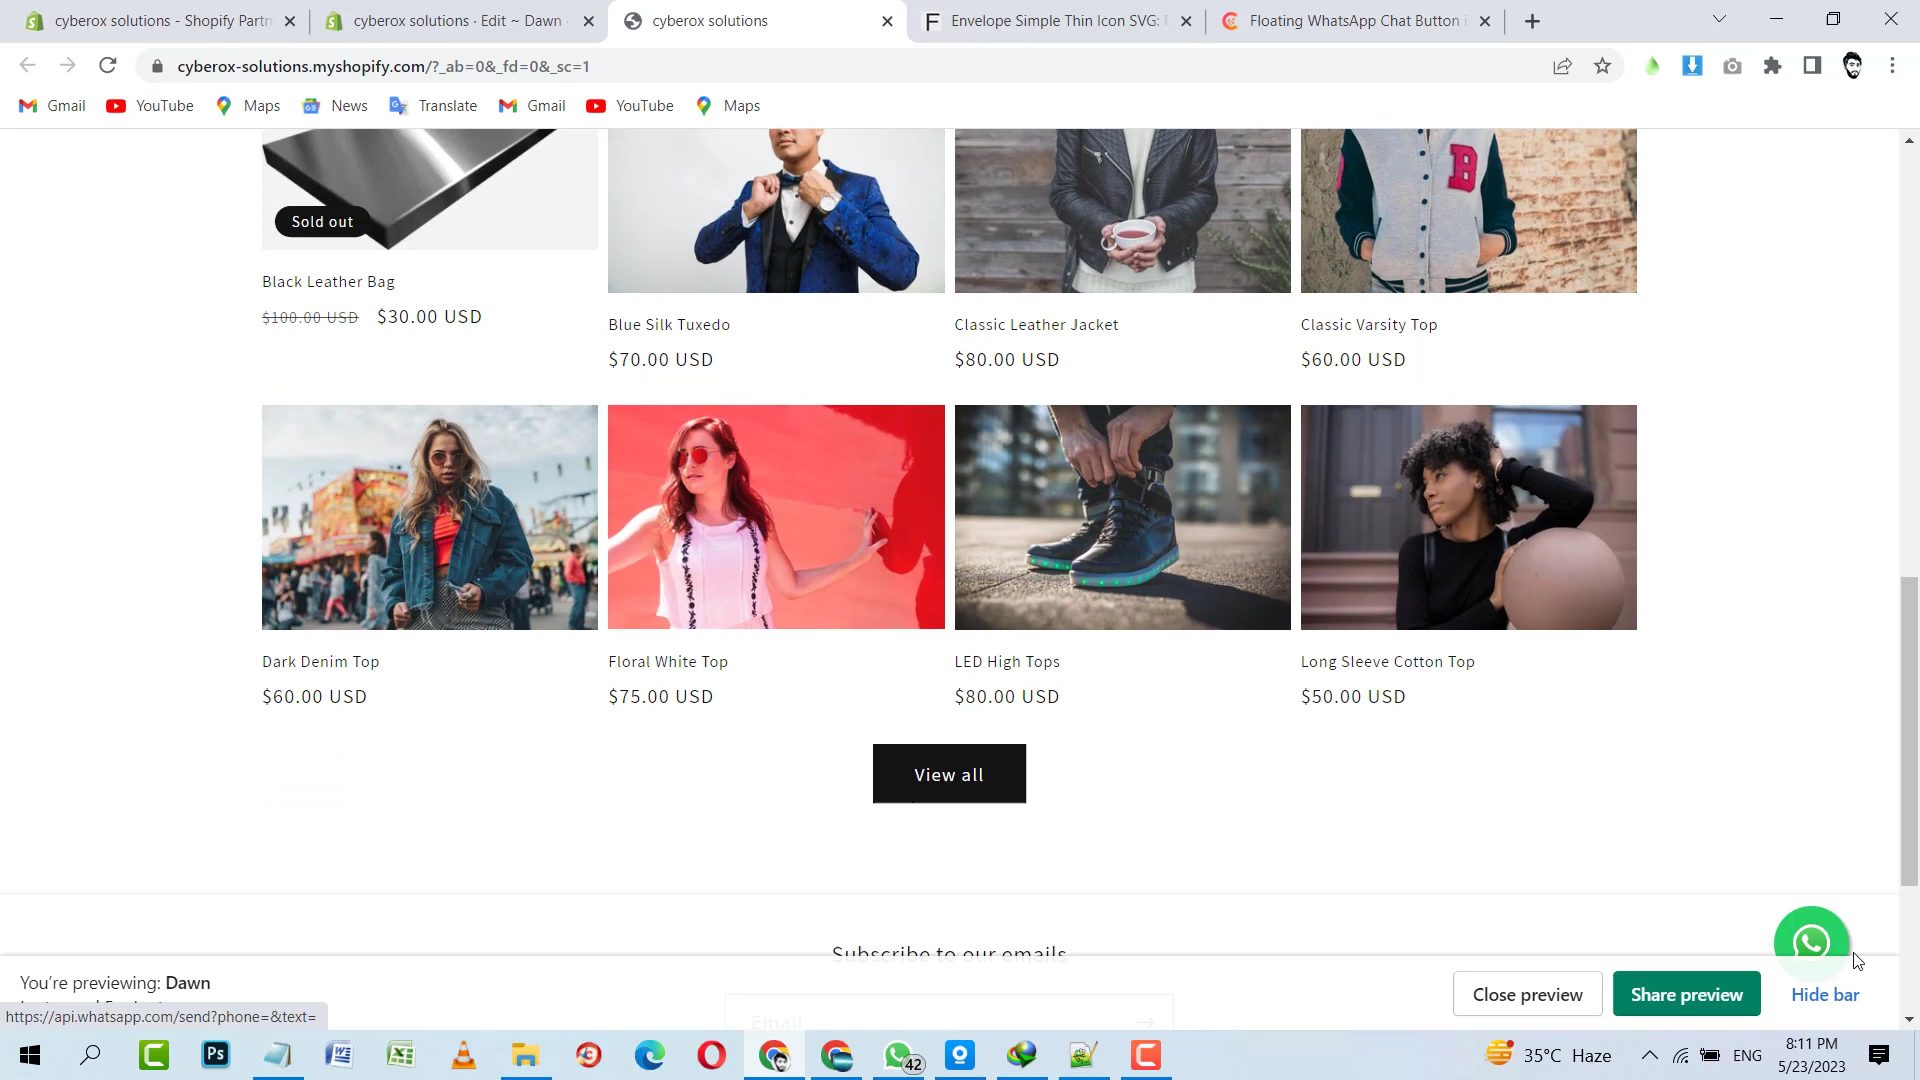 cyberox solutions - Shopify Partn
cyberox solutions · Edit ~ Dawn ·
cyberox solutions
Envelope Simple Thin Icon SVG: F
Floating WhatsApp Chat Button i
cyberox-solutions.myshopify.com/?_ab=0&_fd=0&_sc=1
Gmail
YouTube
Maps
News
Translate
Gmail
YouTube
Maps
B
Sold out
Black Leather Bag
$100.00 USD $30.00 USD
Blue Silk Tuxedo
$70.00 USD
Classic Leather Jacket
$80.00 USD
Classic Varsity Top
$60.00 USD
Dark Denim Top
$60.00 USD
Floral White Top
$75.00 USD
LED High Tops
$80.00 USD
Long Sleeve Cotton Top
$50.00 USD
View all
Subscribe to our emails
You're previewing: Dawn
Close preview
Share preview
Hide bar
Email
https://api.whatsapp.com/send?phone=&text=
Ps
42
35°C Haze
ENG
8:11 PM
5/23/2023